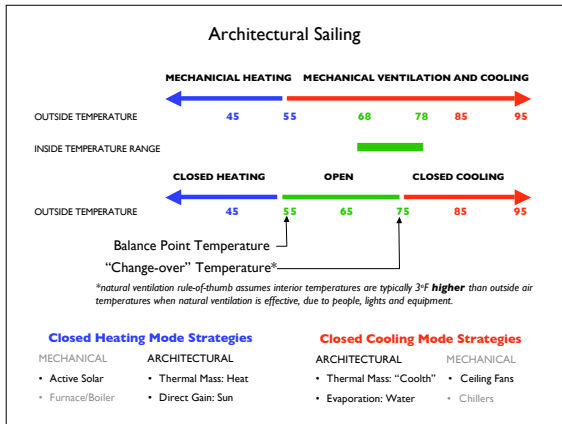 Architectural Sailing
MECHANICIAL HEATING MECHANICAL VENTILATION AND COOLING
OUTSIDE TEMPERATURE 45 55 68 78 85 95
INSIDE TEMPERATURE RANGE
CLOSED HEATING OPEN CLOSED COOLING
OUTSIDE TEMPERATURE 45 55 65 75 85 95
Balance Point Temperature
“Change-over” Temperature*
*natural ventilation rule-of-thumb assumes interior temperatures are typically 3ºF higher than outside air
temperatures when natural ventilation is effective, due to people, lights and equipment.
Closed Heating Mode Strategies Closed Cooling Mode Strategies
MECHANICAL ARCHITECTURAL ARCHITECTURAL MECHANICAL
• Active Solar • Thermal Mass: Heat • Thermal Mass: “Coolth” • Ceiling Fans
• Furnace/Boiler • Direct Gain: Sun • Evaporation: Water • Chillers